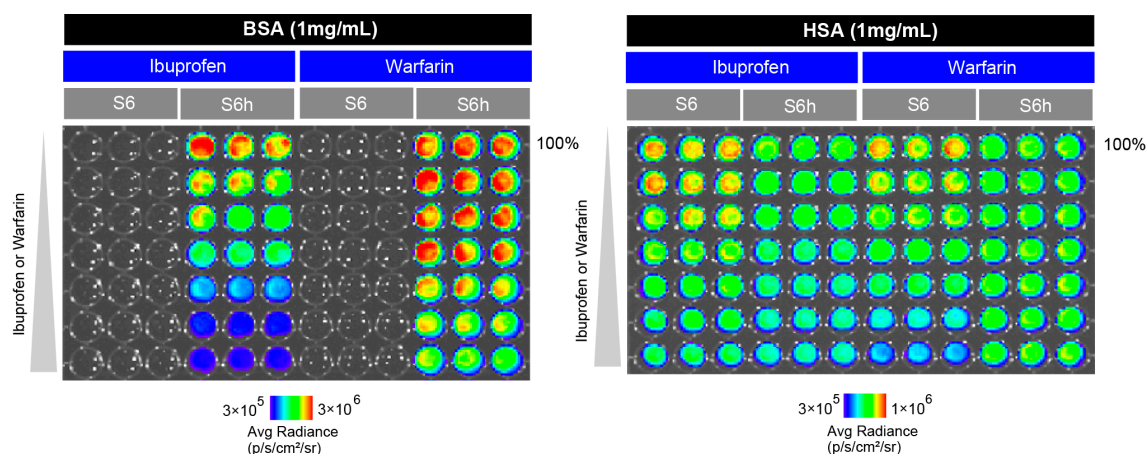 BSA (1mg/mL)
Ibuprofen Warfarin
S6 S6h S6 S6h
100%
Ibuprofen or Warfarin
3×10⁵ 3×10⁶
Avg Radiance
(p/s/cm²/sr)
HSA (1mg/mL)
Ibuprofen Warfarin
S6 S6h S6 S6h
100%
Ibuprofen or Warfarin
3×10⁵ 1×10⁶
Avg Radiance
(p/s/cm²/sr)